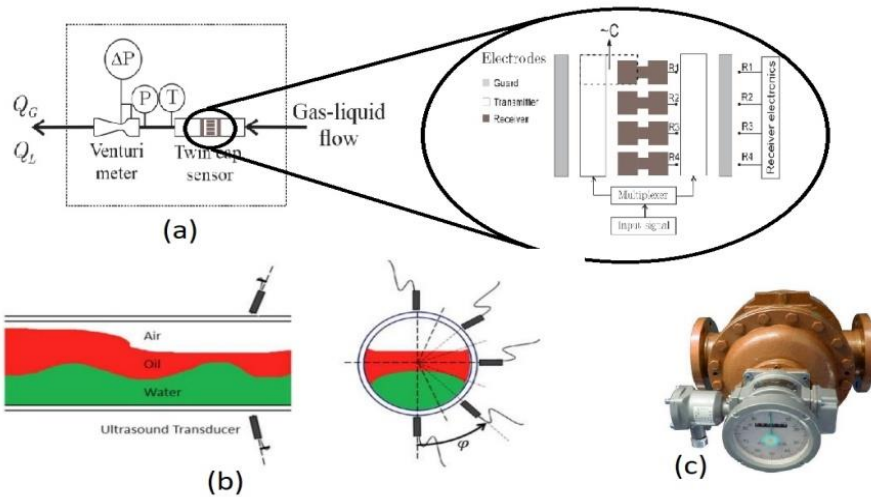 ΔP
P
T
Q_G
Q_L
Gas-liquid
flow
Venturi
meter
Twin cap.
sensor
(a)
~C
Electrodes
Guard
Transmitter
Receiver
R1
R2
R3
R4
R1
R2
R3
R4
Receiver electronics
Multiplexer
Input signal
Air
Oil
Water
Ultrasound Transducer
(b)
φ
(c)